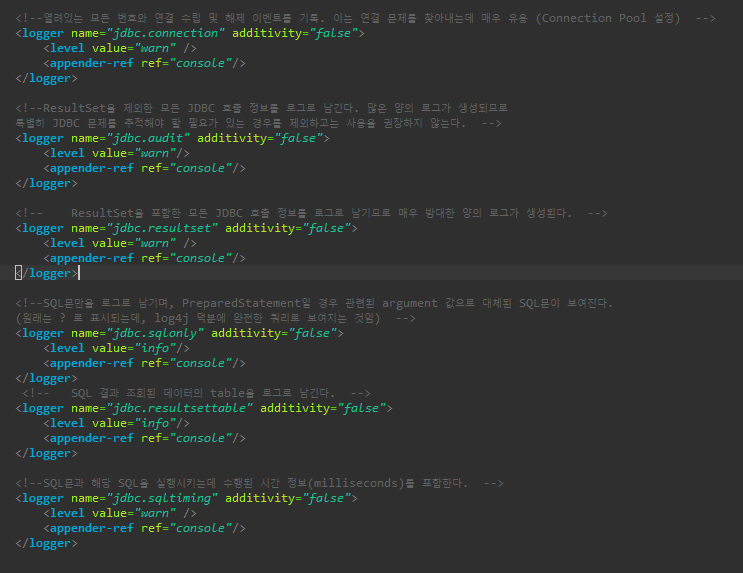 <!--열려있는 모든 번호와 연결 수립 및 해제 이벤트를 기록. 이는 연결 문제를 찾아내는데 매우 유용 (Connection Pool 설정)  -->
<logger name="jdbc.connection" additivity="false">
    <level value="warn" />
    <appender-ref ref="console"/>
</logger>
<!--ResultSet을 제외한 모든 JDBC 호출 정보를 로그로 남긴다. 많은 양의 로그가 생성되므로
특별히 JDBC 문제를 추적해야 할 필요가 있는 경우를 제외하고는 사용을 권장하지 않는다.  -->
<logger name="jdbc.audit" additivity="false">
    <level value="warn"/>
    <appender-ref ref="console"/>
</logger>
<!--    ResultSet을 포함한 모든 JDBC 호출 정보를 로그로 남기므로 매우 방대한 양의 로그가 생성된다.  -->
<logger name="jdbc.resultset" additivity="false">
    <level value="warn" />
    <appender-ref ref="console"/>
</logger>
<!--SQL문만을 로그로 남기며, PreparedStatement일 경우 관련된 argument 값으로 대체된 SQL문이 보여진다.
(원래는 ? 로 표시되는데, log4j 덕분에 완전한 쿼리로 보여지는 것임)  -->
<logger name="jdbc.sqlonly" additivity="false">
    <level value="info"/>
    <appender-ref ref="console"/>
</logger>
 <!--   SQL 결과 조회된 데이터의 table을 로그로 남긴다.  -->
<logger name="jdbc.resultsettable" additivity="false">
    <level value="info"/>
    <appender-ref ref="console"/>
</logger>
<!--SQL문과 해당 SQL을 실행시키는데 수행된 시간 정보(milliseconds)를 포함한다.  -->
<logger name="jdbc.sqltiming" additivity="false">
    <level value="warn" />
    <appender-ref ref="console"/>
</logger>